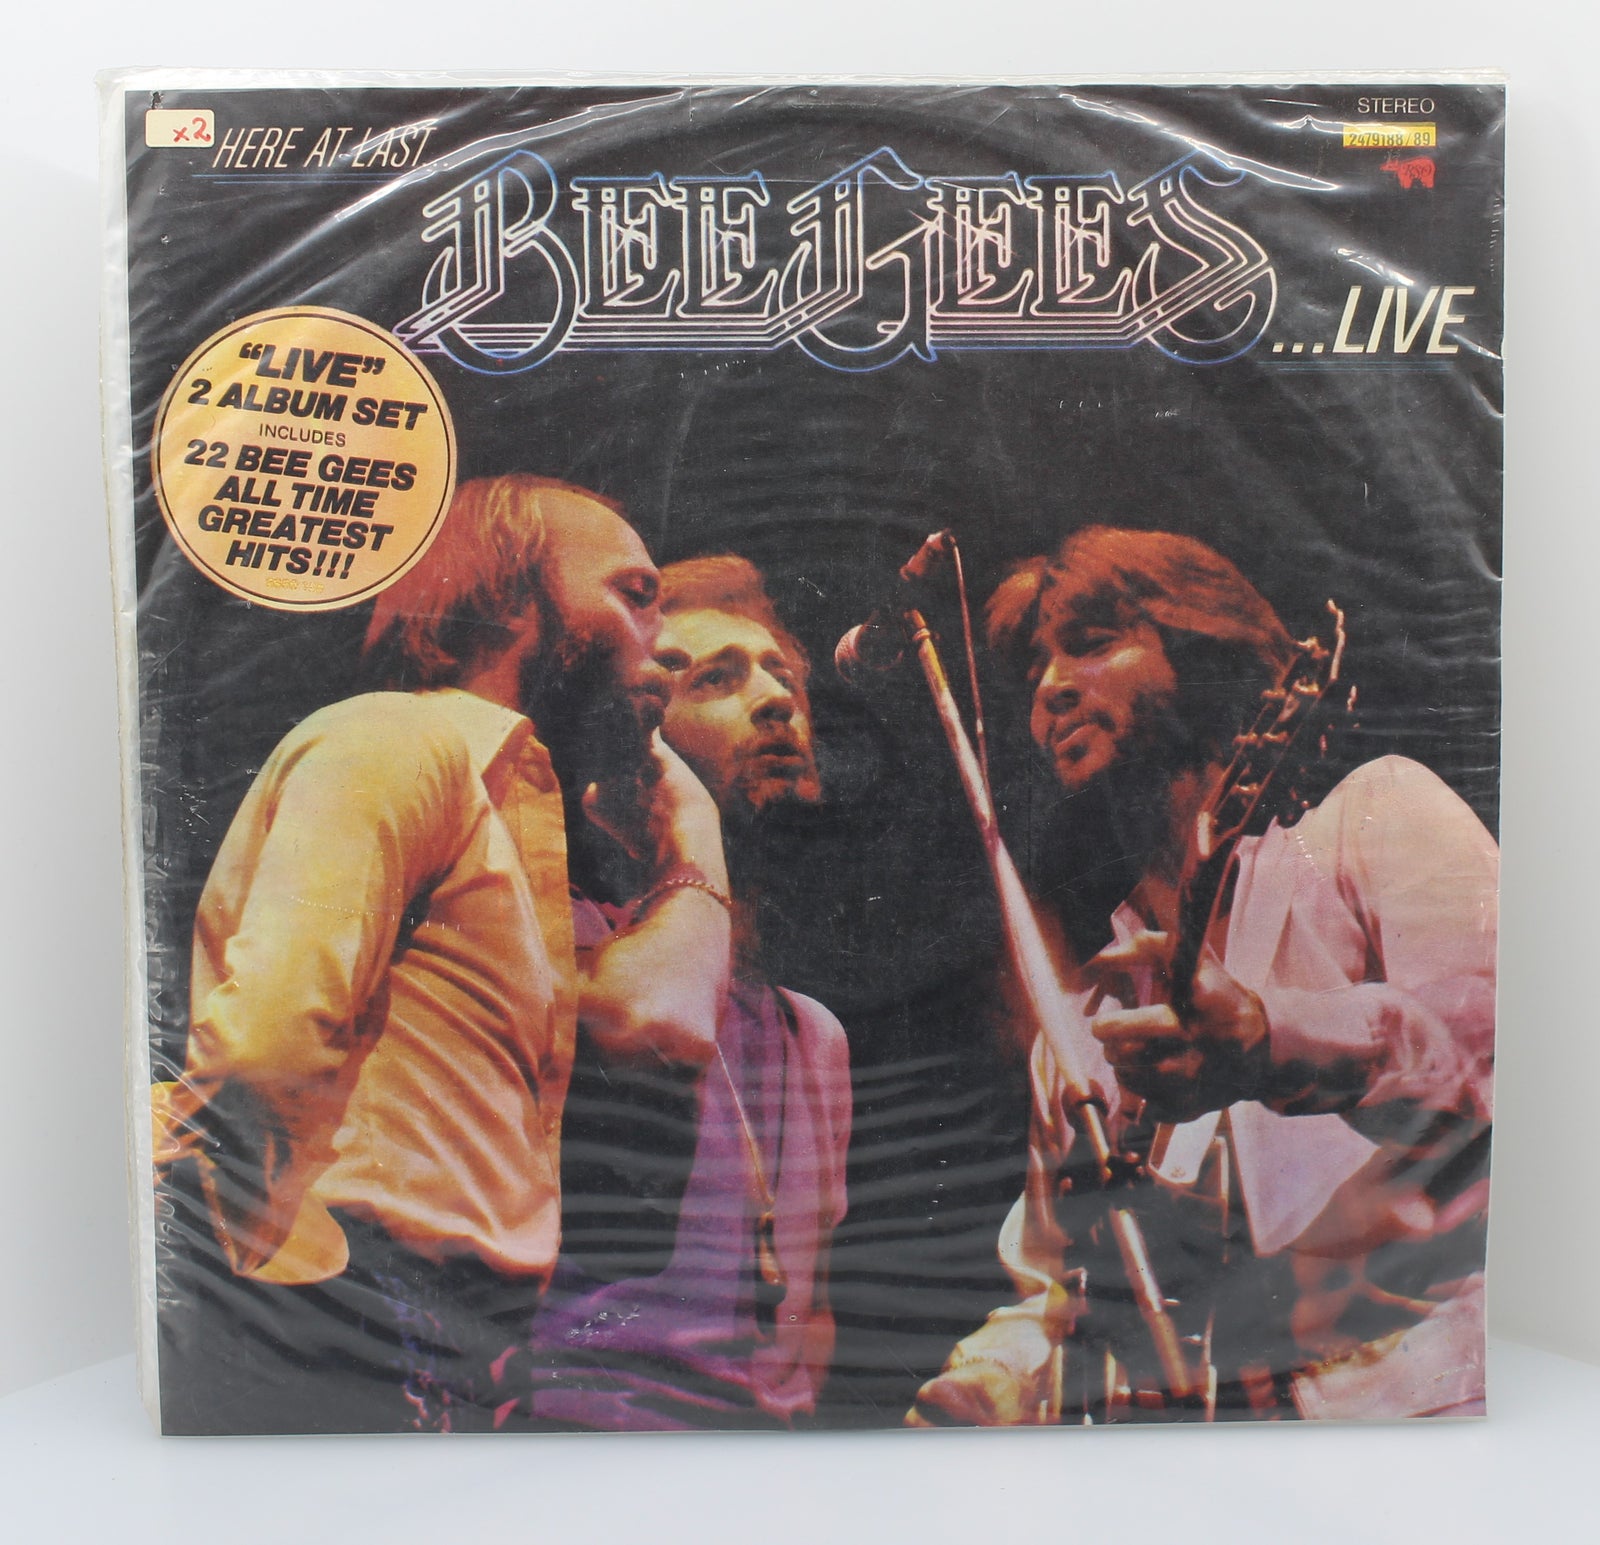 x2
HERE AT LAST...
STEREO
2479188/89
RSO
BEE GEES
...LIVE
“LIVE”
2 ALBUM SET
INCLUDES
22 BEE GEES
ALL TIME
GREATEST
HITS!!!